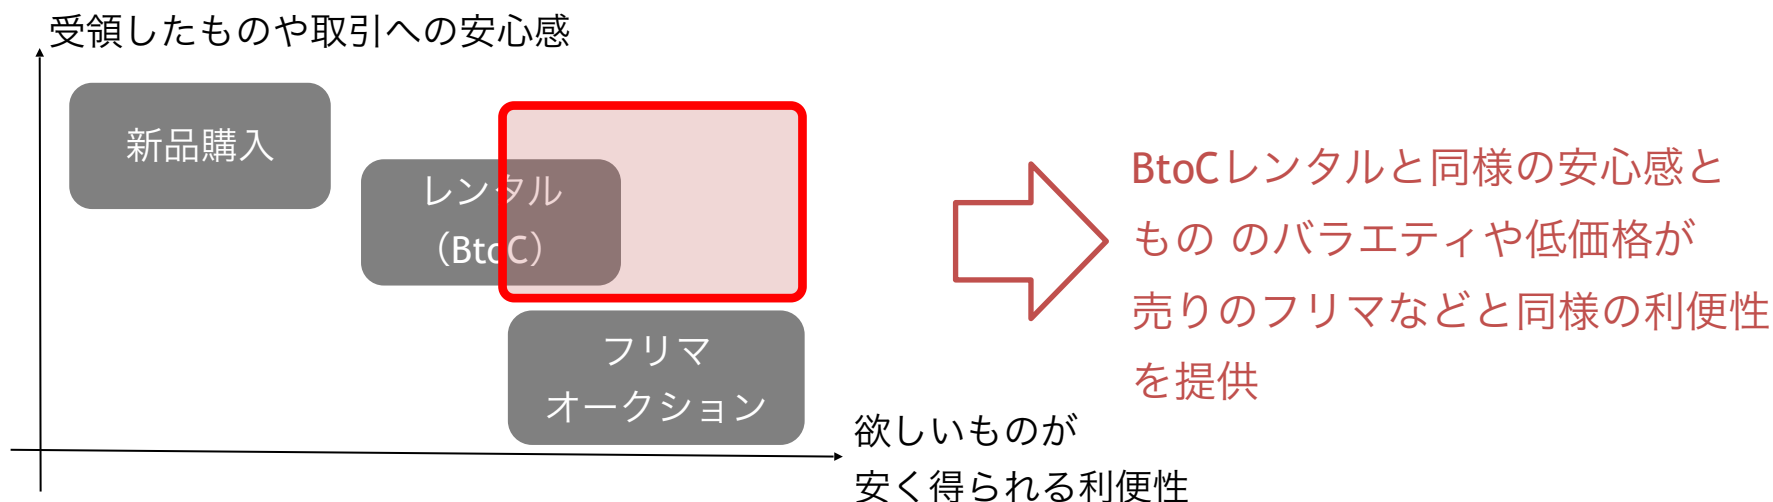 受領したものや取引への安心感
新品購入
レンタル
（BtoC）
フリマ
オークション
欲しいものが
安く得られる利便性
BtoCレンタルと同様の安心感と
もの のバラエティや低価格が
売りのフリマなどと同様の利便性
を提供